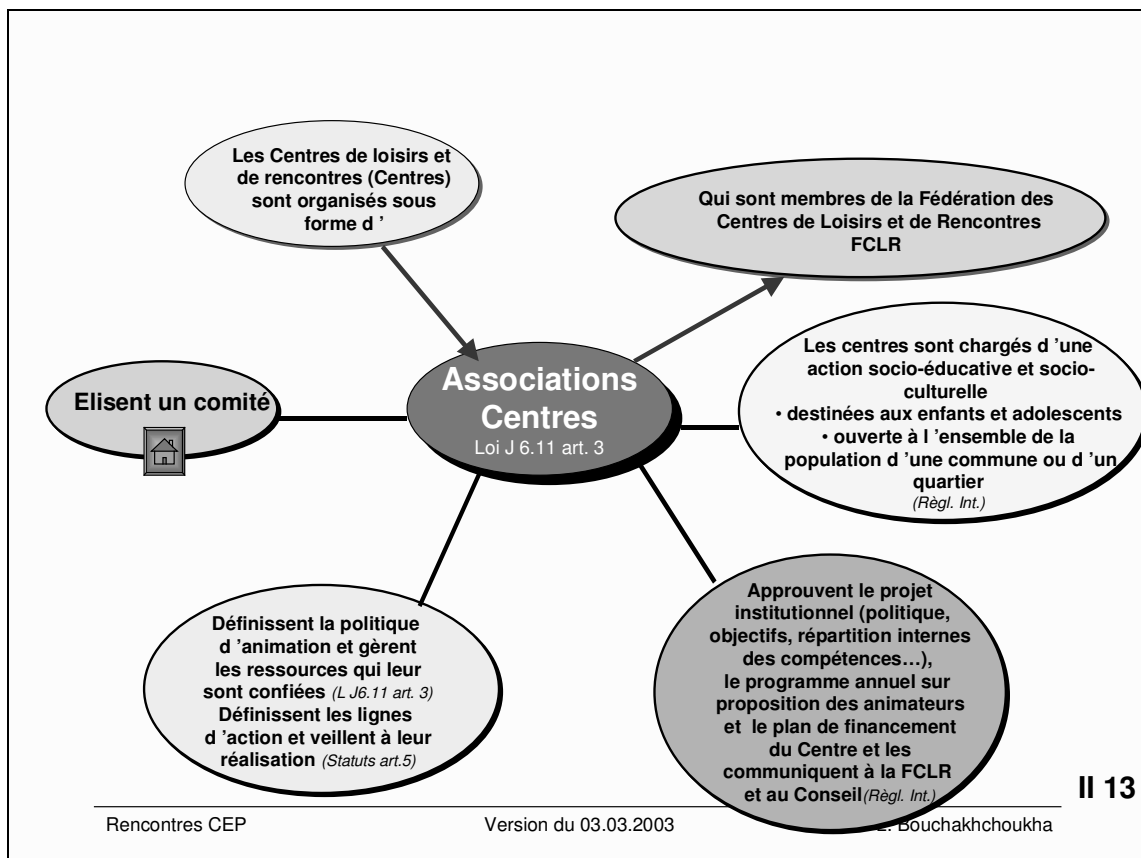 Les Centres de loisirs et
de rencontres (Centres)
sont organisés sous
forme d ’
Qui sont membres de la Fédération des
Centres de Loisirs et de Rencontres
FCLR
Associations
Centres
Loi J 6.11 art. 3
Elisent un comité
Les centres sont chargés d ’une
action socio-éducative et socio-
culturelle
• destinées aux enfants et adolescents
• ouverte à l ’ensemble de la
population d ’une commune ou d ’un
quartier
(Règl. Int.)
Définissent la politique
d ’animation et gèrent
les ressources qui leur
sont confiées (L J6.11 art. 3)
Définissent les lignes
d ’action et veillent à leur
réalisation (Statuts art.5)
Approuvent le projet
institutionnel (politique,
objectifs, répartition internes
des compétences…),
le programme annuel sur
proposition des animateurs
et le plan de financement
du Centre et les
communiquent à la FCLR
et au Conseil(Règl. Int.)
II 13
Rencontres CEP
Version du 03.03.2003
Bouchakhchoukha